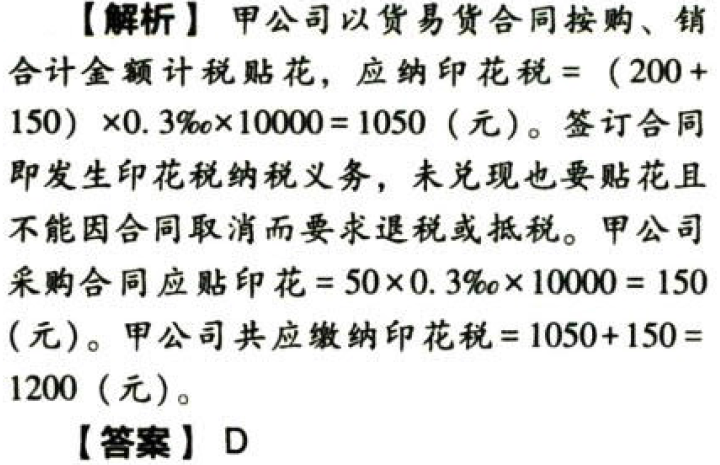 【解析】 甲公司以货易货合同按购、销
合计金额计税贴花，应纳印花税 = （200 +
150）×0.3‰×10000 = 1050（元）。签订合同
即发生印花税纳税义务，未兑现也要贴花且
不能因合同取消而要求退税或抵税。甲公司
采购合同应贴印花 = 50×0.3‰×10000 = 150
（元）。甲公司共应缴纳印花税 = 1050+150 =
1200（元）。
【答案】 D